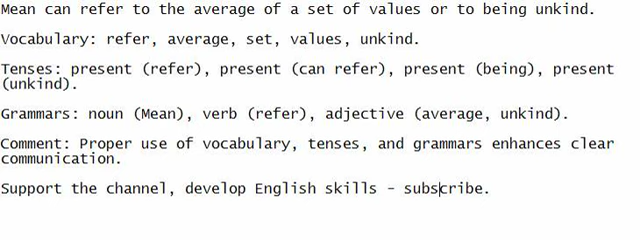 Mean can refer to the average of a set of values or to being unkind.
Vocabulary: refer, average, set, values, unkind.
Tenses: present (refer), present (can refer), present (being), present
(unkind).
Grammars: noun (Mean), verb (refer), adjective (average, unkind).
Comment: Proper use of vocabulary, tenses, and grammars enhances clear
communication.
Support the channel, develop English skills - subscribe.